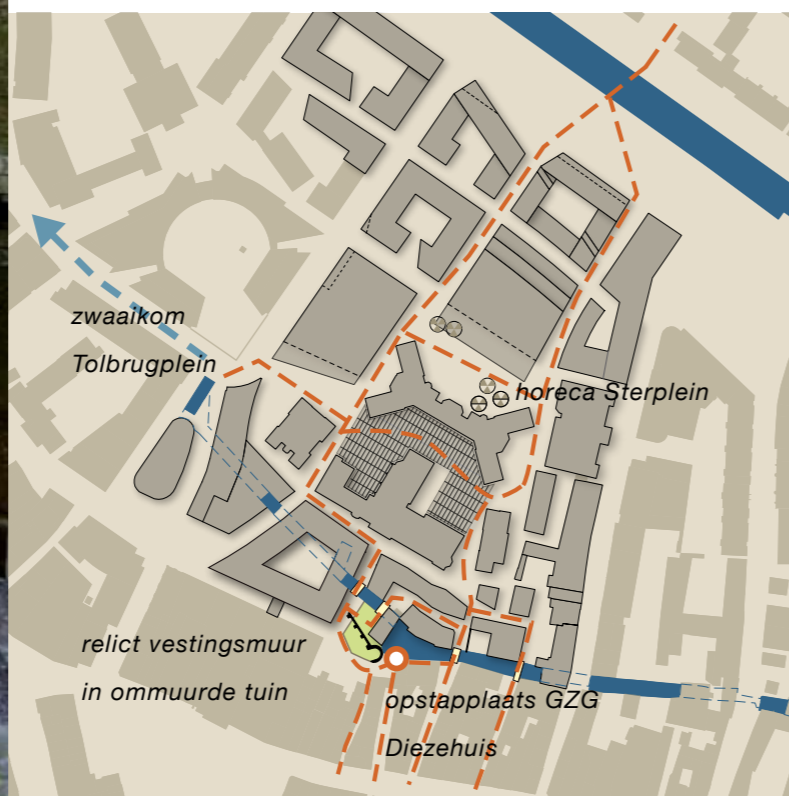 zwaaikom
Tolbrugplein
horeca Sterplein
relict vestingsmuur
in ommuurde tuin
opstapplaats GZG
Diezehuis